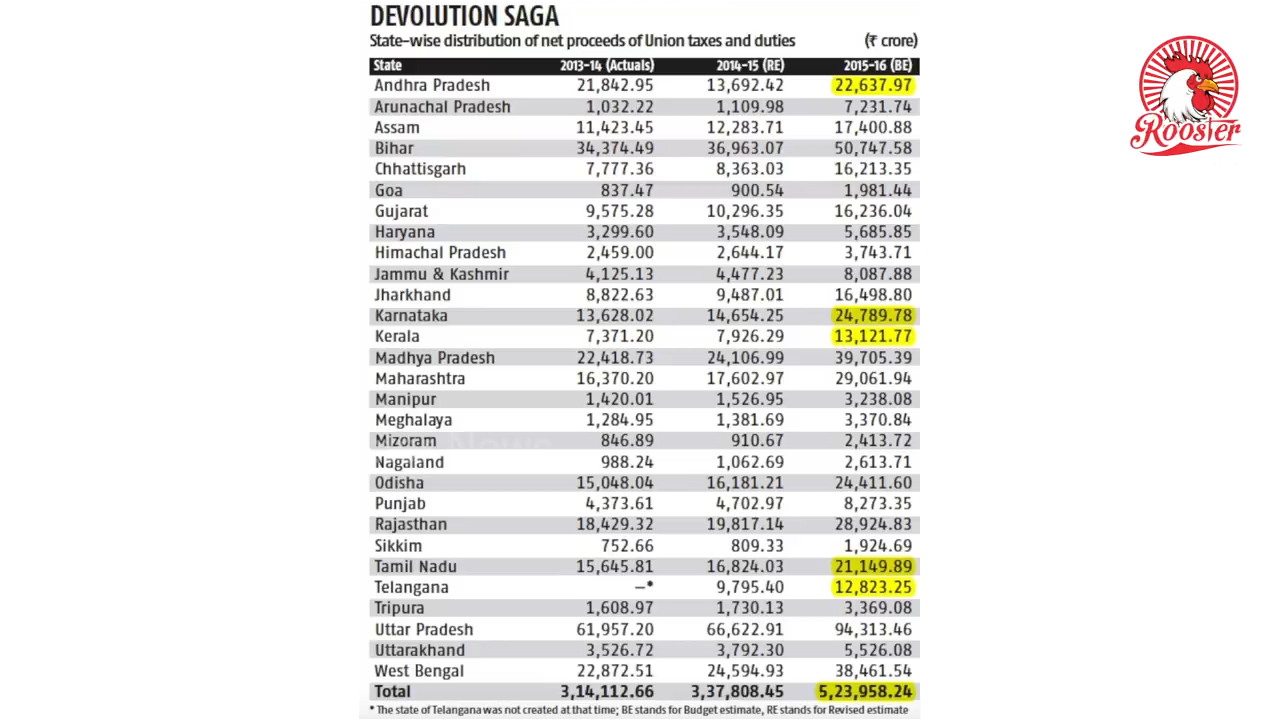 DEVOLUTION SAGA
State-wise distribution of net proceeds of Union taxes and duties (₹ crore)
State 2013-14 (Actuals) 2014-15 (RE) 2015-16 (BE)
Andhra Pradesh 21,842.95 13,692.42 22,637.97
Arunachal Pradesh 1,032.22 1,109.98 7,231.74
Assam 11,423.45 12,283.71 17,400.88
Bihar 34,374.49 36,963.07 50,747.58
Chhattisgarh 7,777.36 8,363.03 16,213.35
Goa 837.47 900.54 1,981.44
Gujarat 9,575.28 10,296.35 16,236.04
Haryana 3,299.60 3,548.09 5,685.85
Himachal Pradesh 2,459.00 2,644.17 3,743.71
Jammu & Kashmir 4,125.13 4,477.23 8,087.88
Jharkhand 8,822.63 9,487.01 16,498.80
Karnataka 13,628.02 14,654.25 24,789.78
Kerala 7,371.20 7,926.29 13,121.77
Madhya Pradesh 22,418.73 24,106.99 39,705.39
Maharashtra 16,370.20 17,602.97 29,061.94
Manipur 1,420.01 1,526.95 3,238.08
Meghalaya 1,284.95 1,381.69 3,370.84
Mizoram 846.89 910.67 2,413.72
Nagaland 988.24 1,062.69 2,613.71
Odisha 15,048.04 16,181.21 24,411.60
Punjab 4,373.61 4,702.97 8,273.35
Rajasthan 18,429.32 19,817.14 28,924.83
Sikkim 752.66 809.33 1,924.69
Tamil Nadu 15,645.81 16,824.03 21,149.89
Telangana –* 9,795.40 12,823.25
Tripura 1,608.97 1,730.13 3,369.08
Uttar Pradesh 61,957.20 66,622.91 94,313.46
Uttarakhand 3,526.72 3,792.30 5,526.08
West Bengal 22,872.51 24,594.93 38,461.54
Total 3,14,112.66 3,37,808.45 5,23,958.24
* The state of Telangana was not created at that time; BE stands for Budget estimate, RE stands for Revised estimate
Rooster